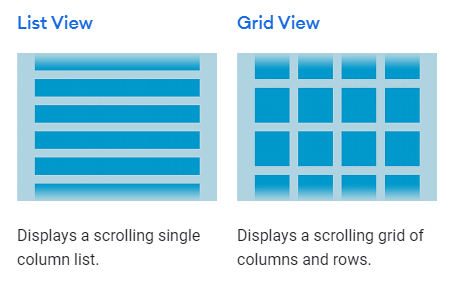 List View
Grid View
Displays a scrolling single
column list.
Displays a scrolling grid of
columns and rows.